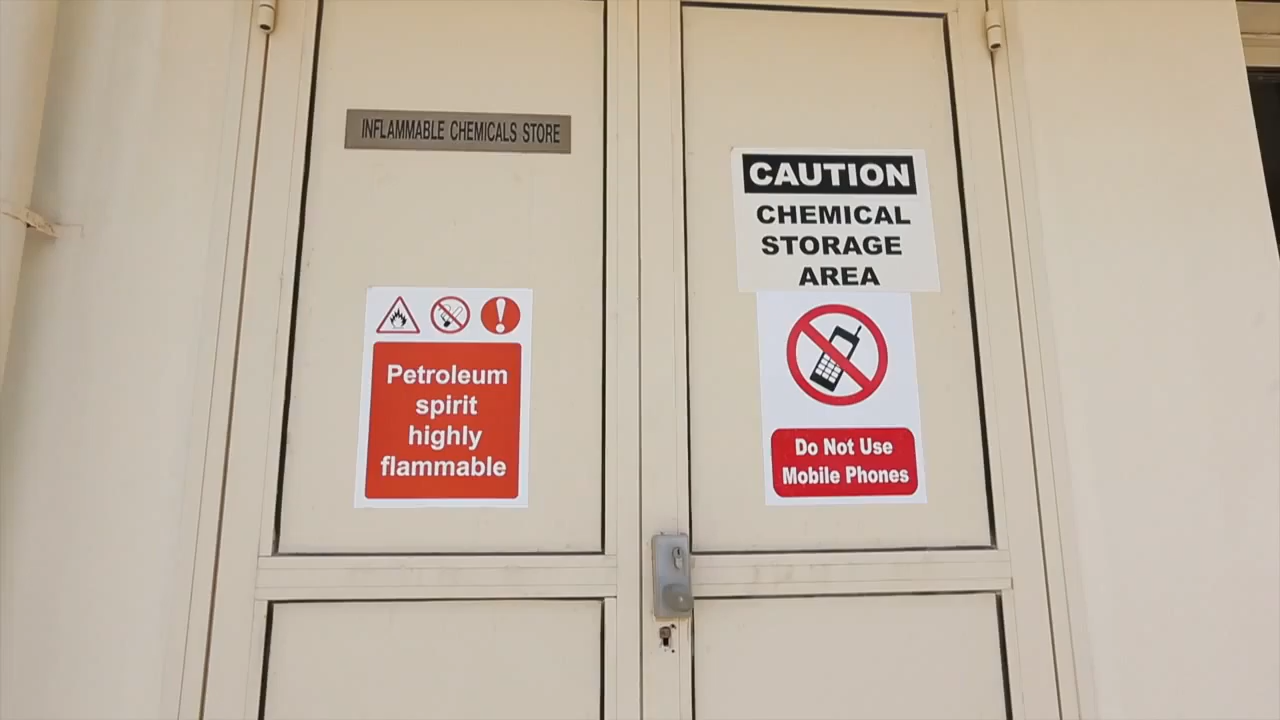 INFLAMMABLE CHEMICALS STORE
Petroleum
spirit
highly
flammable
CAUTION
CHEMICAL
STORAGE
AREA
Do Not Use
Mobile Phones